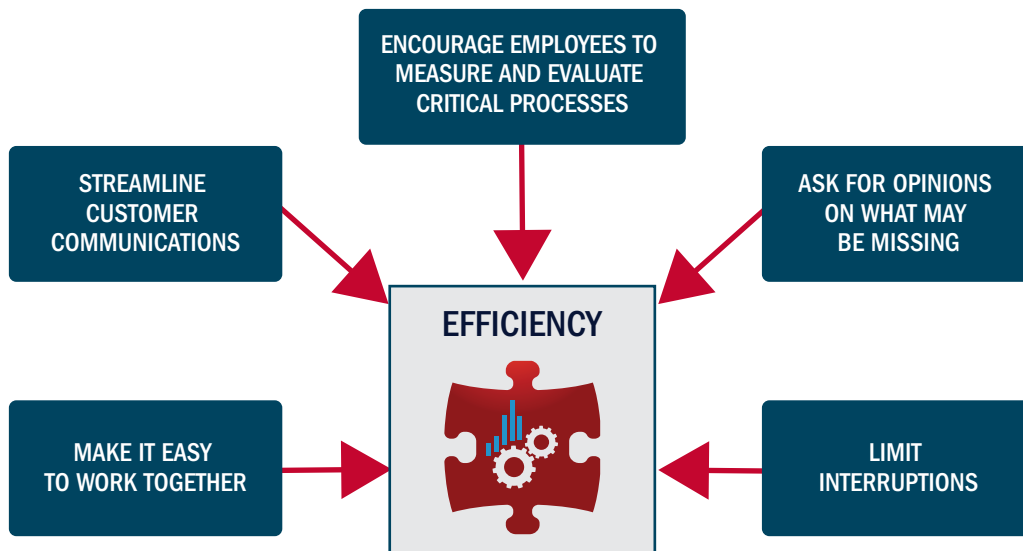 ENCOURAGE EMPLOYEES TO
MEASURE AND EVALUATE
CRITICAL PROCESSES
STREAMLINE
CUSTOMER
COMMUNICATIONS
ASK FOR OPINIONS
ON WHAT MAY
BE MISSING
EFFICIENCY
MAKE IT EASY
TO WORK TOGETHER
LIMIT
INTERRUPTIONS